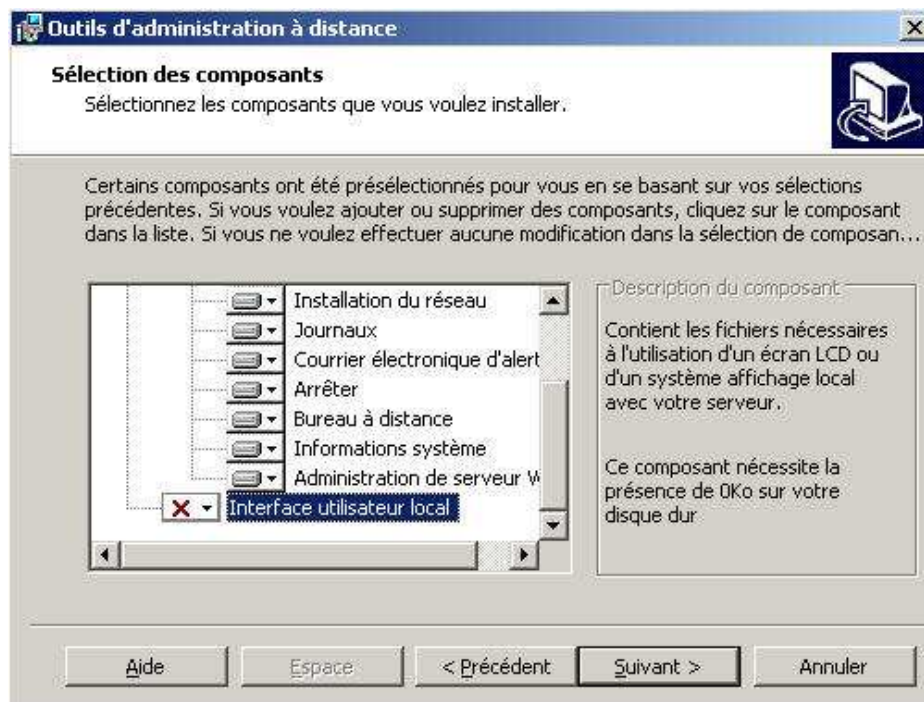 Outils d'administration à distance
Sélection des composants
Sélectionnez les composants que vous voulez installer.
Certains composants ont été présélectionnés pour vous en se basant sur vos sélections
précédentes. Si vous voulez ajouter ou supprimer des composants, cliquez sur le composant
dans la liste. Si vous ne voulez effectuer aucune modification dans la sélection de composan...
Installation du réseau
Journaux
Courrier électronique d'alert
Arrêter
Bureau à distance
Informations système
Administration de serveur W
Interface utilisateur local
Description du composant
Contient les fichiers nécessaires
à l'utilisation d'un écran LCD ou
d'un système affichage local
avec votre serveur.
Ce composant nécessite la
présence de 0Ko sur votre
disque dur
Aide
Espace
< Précédent
Suivant >
Annuler